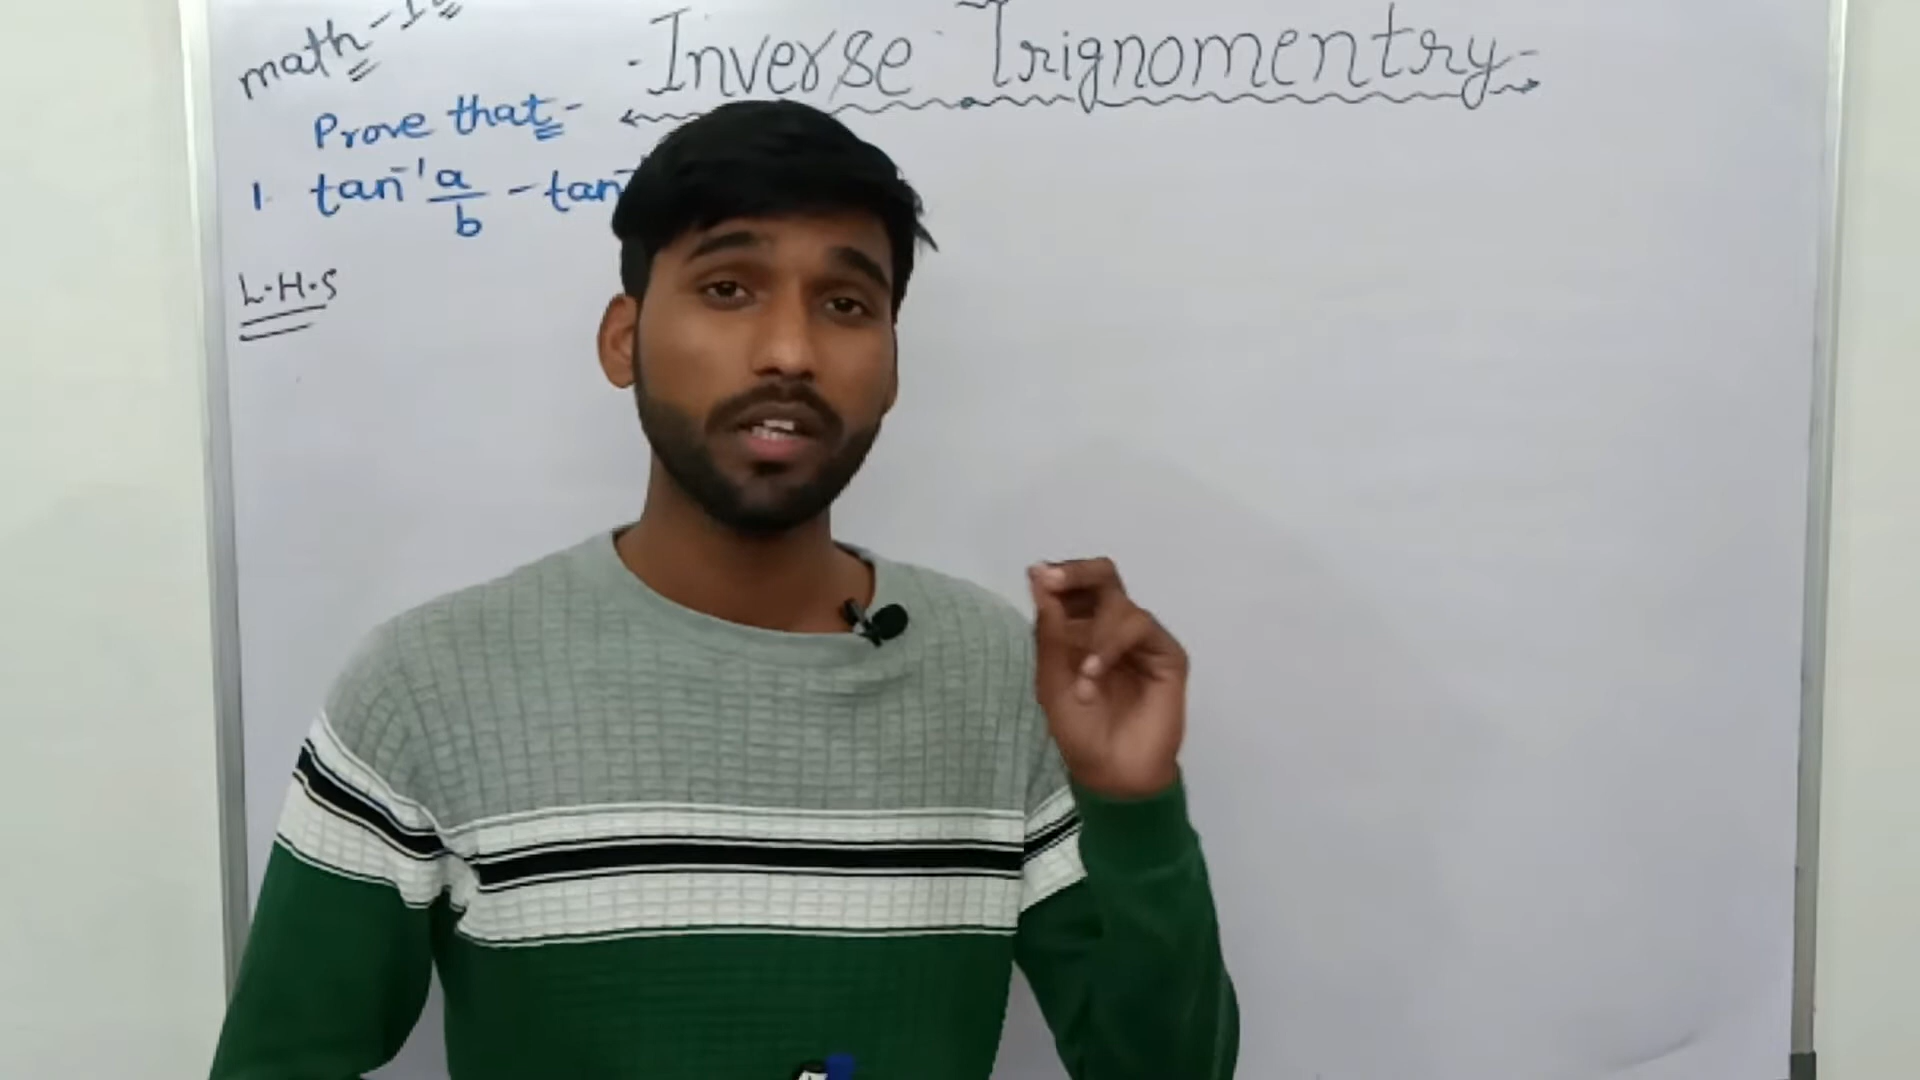 math-
·Inverse Trignomentry-
Prove that-
1. tan⁻¹ a/b - tan
L.H.S